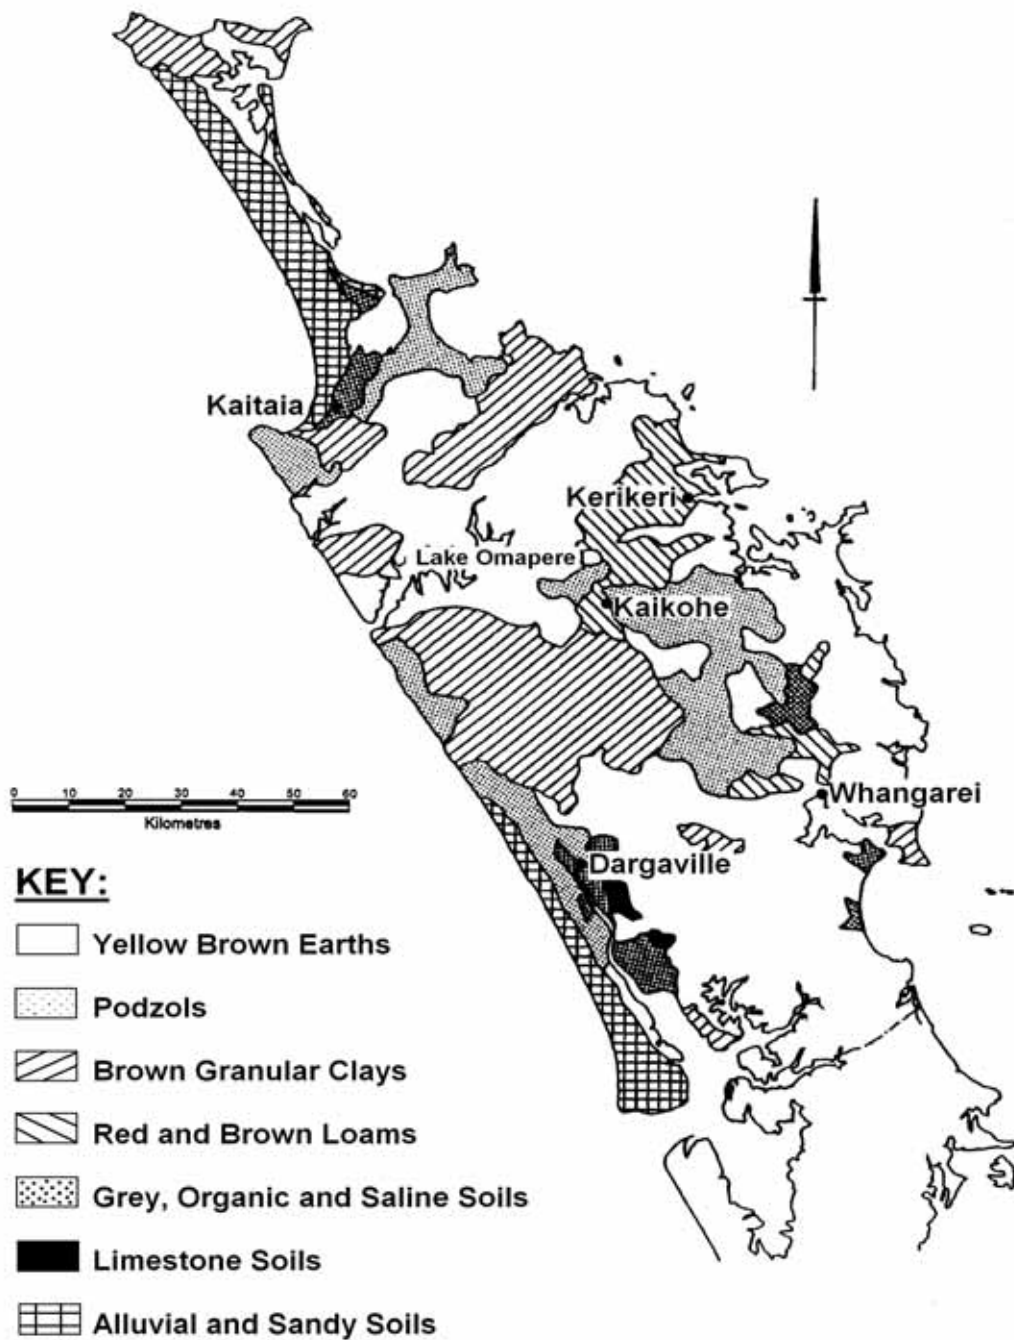 Kaitaia
Kerikeri
Lake Omapere
Kaikohe
Whangarei
0 10 20 30 40 50 60
Kilometres
Dargaville
KEY:
Yellow Brown Earths
Podzols
Brown Granular Clays
Red and Brown Loams
Grey, Organic and Saline Soils
Limestone Soils
Alluvial and Sandy Soils